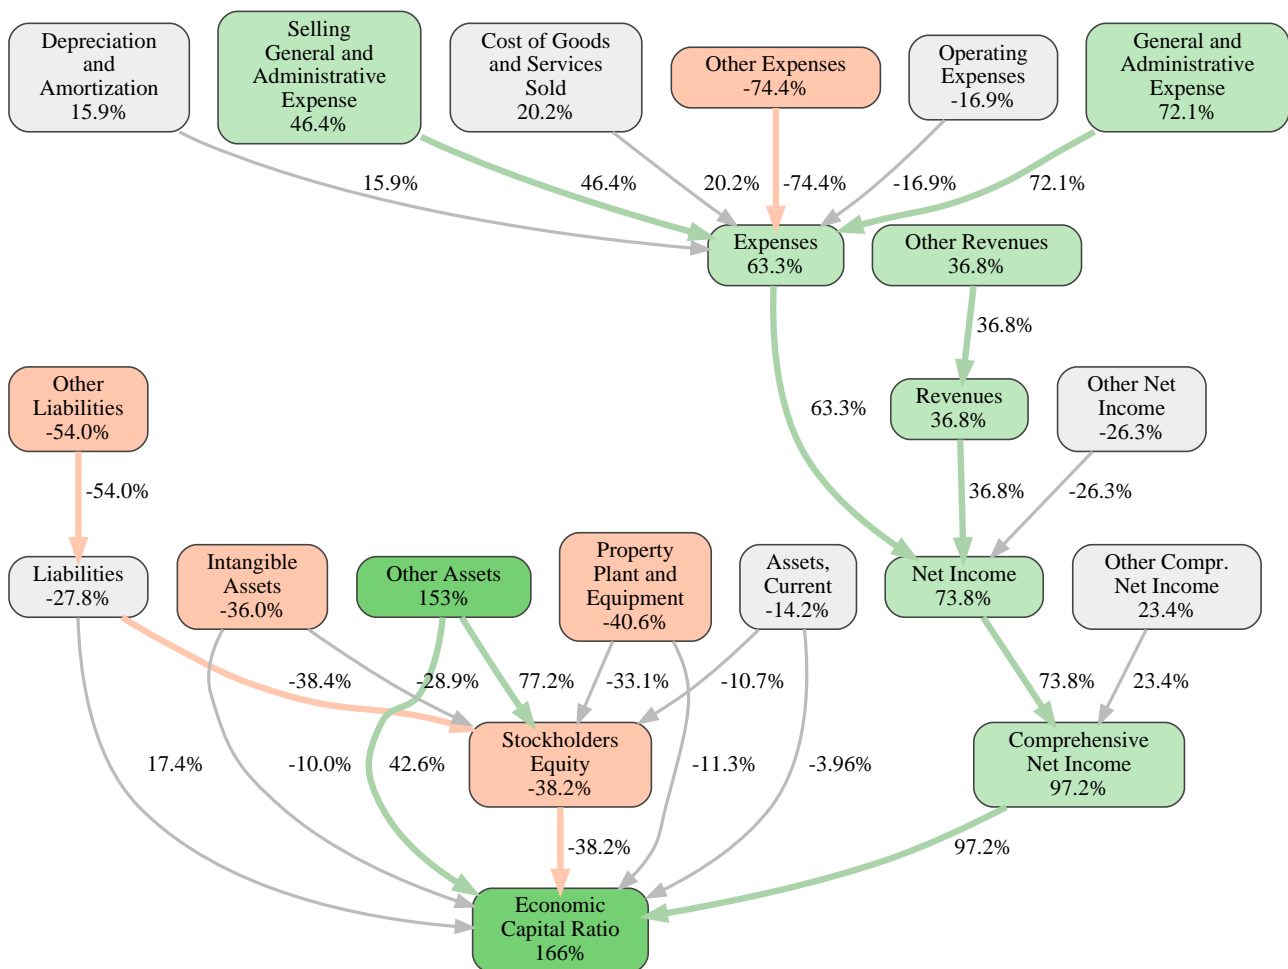 Depreciation
and
Amortization
15.9%
Selling
General and
Administrative
Expense
46.4%
Cost of Goods
and Services
Sold
20.2%
Other Expenses
-74.4%
Operating
Expenses
-16.9%
General and
Administrative
Expense
72.1%
15.9%
46.4%
20.2%
-74.4%
-16.9%
72.1%
Expenses
63.3%
Other Revenues
36.8%
36.8%
Other
Liabilities
-54.0%
63.3%
Revenues
36.8%
Other Net
Income
-26.3%
-54.0%
36.8%
-26.3%
Liabilities
-27.8%
Intangible
Assets
-36.0%
Other Assets
153%
Property
Plant and
Equipment
-40.6%
Assets,
Current
-14.2%
Net Income
73.8%
Other Compr.
Net Income
23.4%
-38.4%
-28.9%
77.2%
-33.1%
-10.7%
73.8%
23.4%
17.4%
-10.0%
42.6%
Stockholders
Equity
-38.2%
-11.3%
-3.96%
Comprehensive
Net Income
97.2%
-38.2%
97.2%
Economic
Capital Ratio
166%